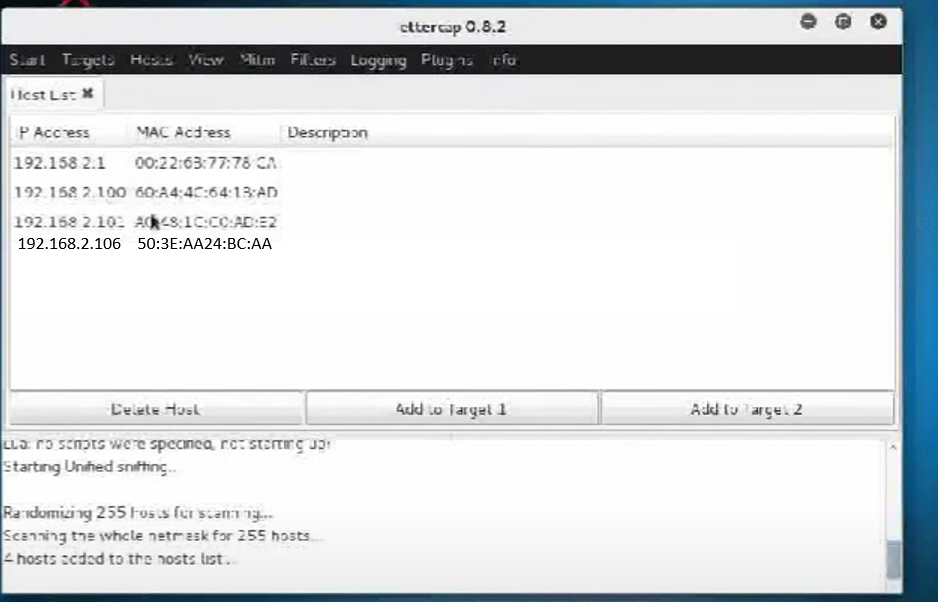 ettercap 0.8.2
Start Targets Hosts View Mitm Filters Logging Plugins Info
Host List ✖
IP Address MAC Address Description
192.168.2.1 00:22:6B:77:78:CA
192.168.2.100 60:A4:4C:64:13:AD
192.168.2.101 A0:48:1C:C0:AD:E2
192.168.2.106 50:3E:AA24:BC:AA
Delete Host Add to Target 1 Add to Target 2
Lua: no scripts were specified, not starting up!
Starting Unified sniffing...
Randomizing 255 hosts for scanning...
Scanning the whole netmask for 255 hosts...
4 hosts added to the hosts list...